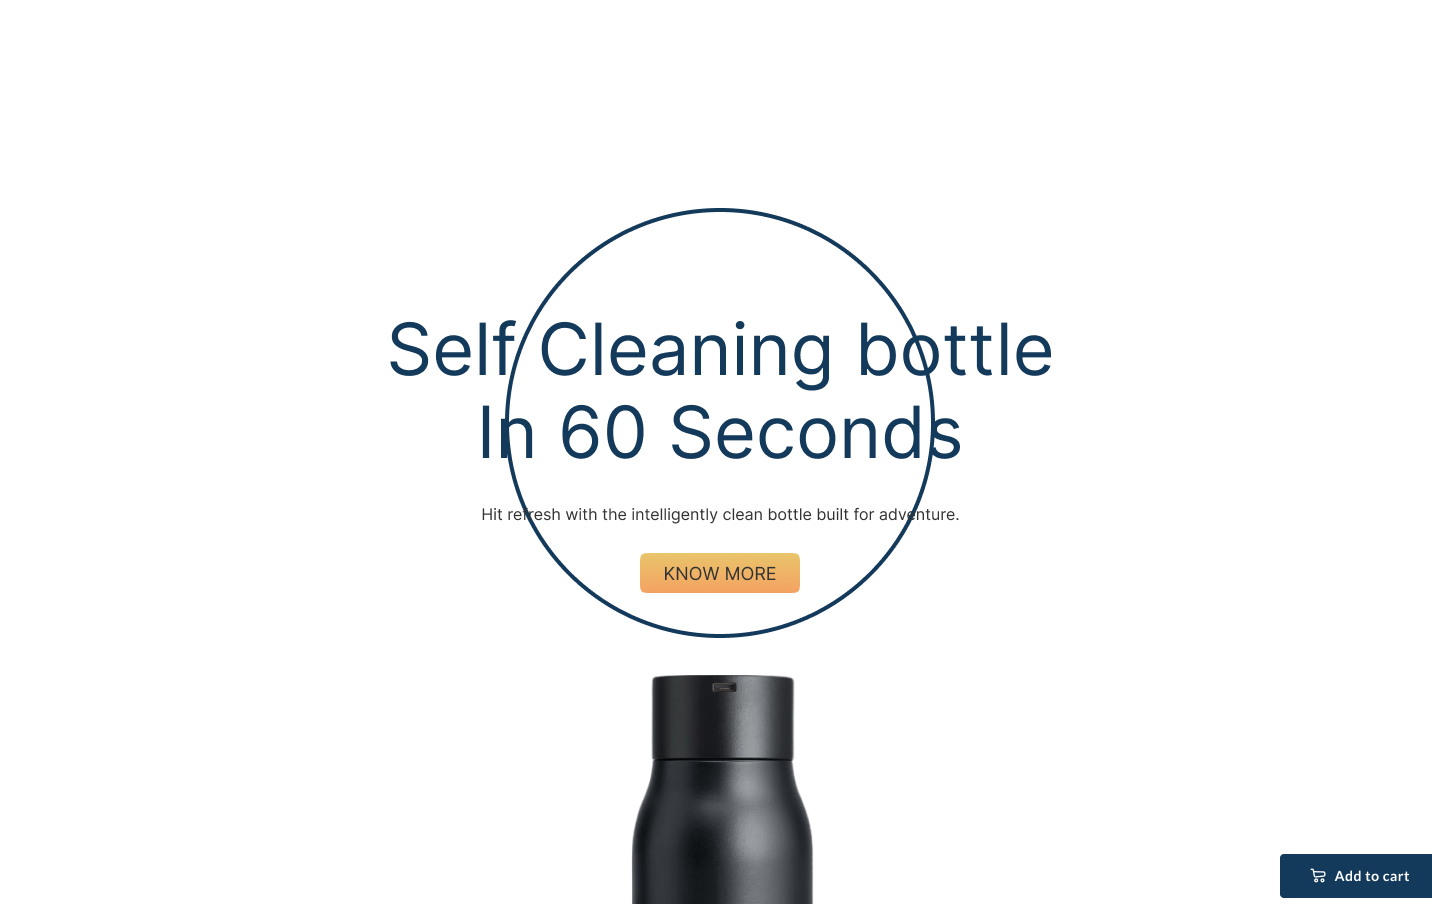 Self Cleaning bottle
In 60 Seconds
Hit refresh with the intelligently clean bottle built for adventure.
KNOW MORE
Add to cart